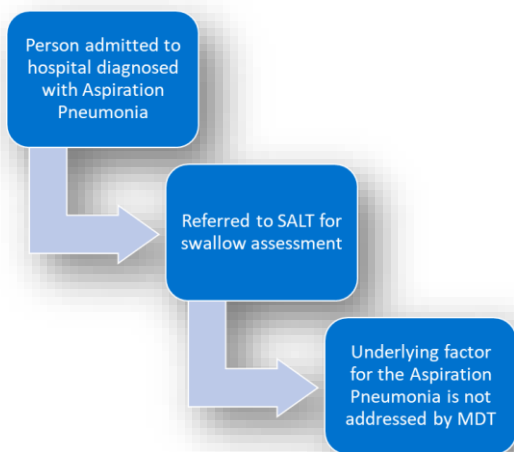 Person admitted to
hospital diagnosed
with Aspiration
Pneumonia
Referred to SALT for
swallow assessment
Underlying factor
for the Aspiration
Pneumonia is not
addressed by MDT